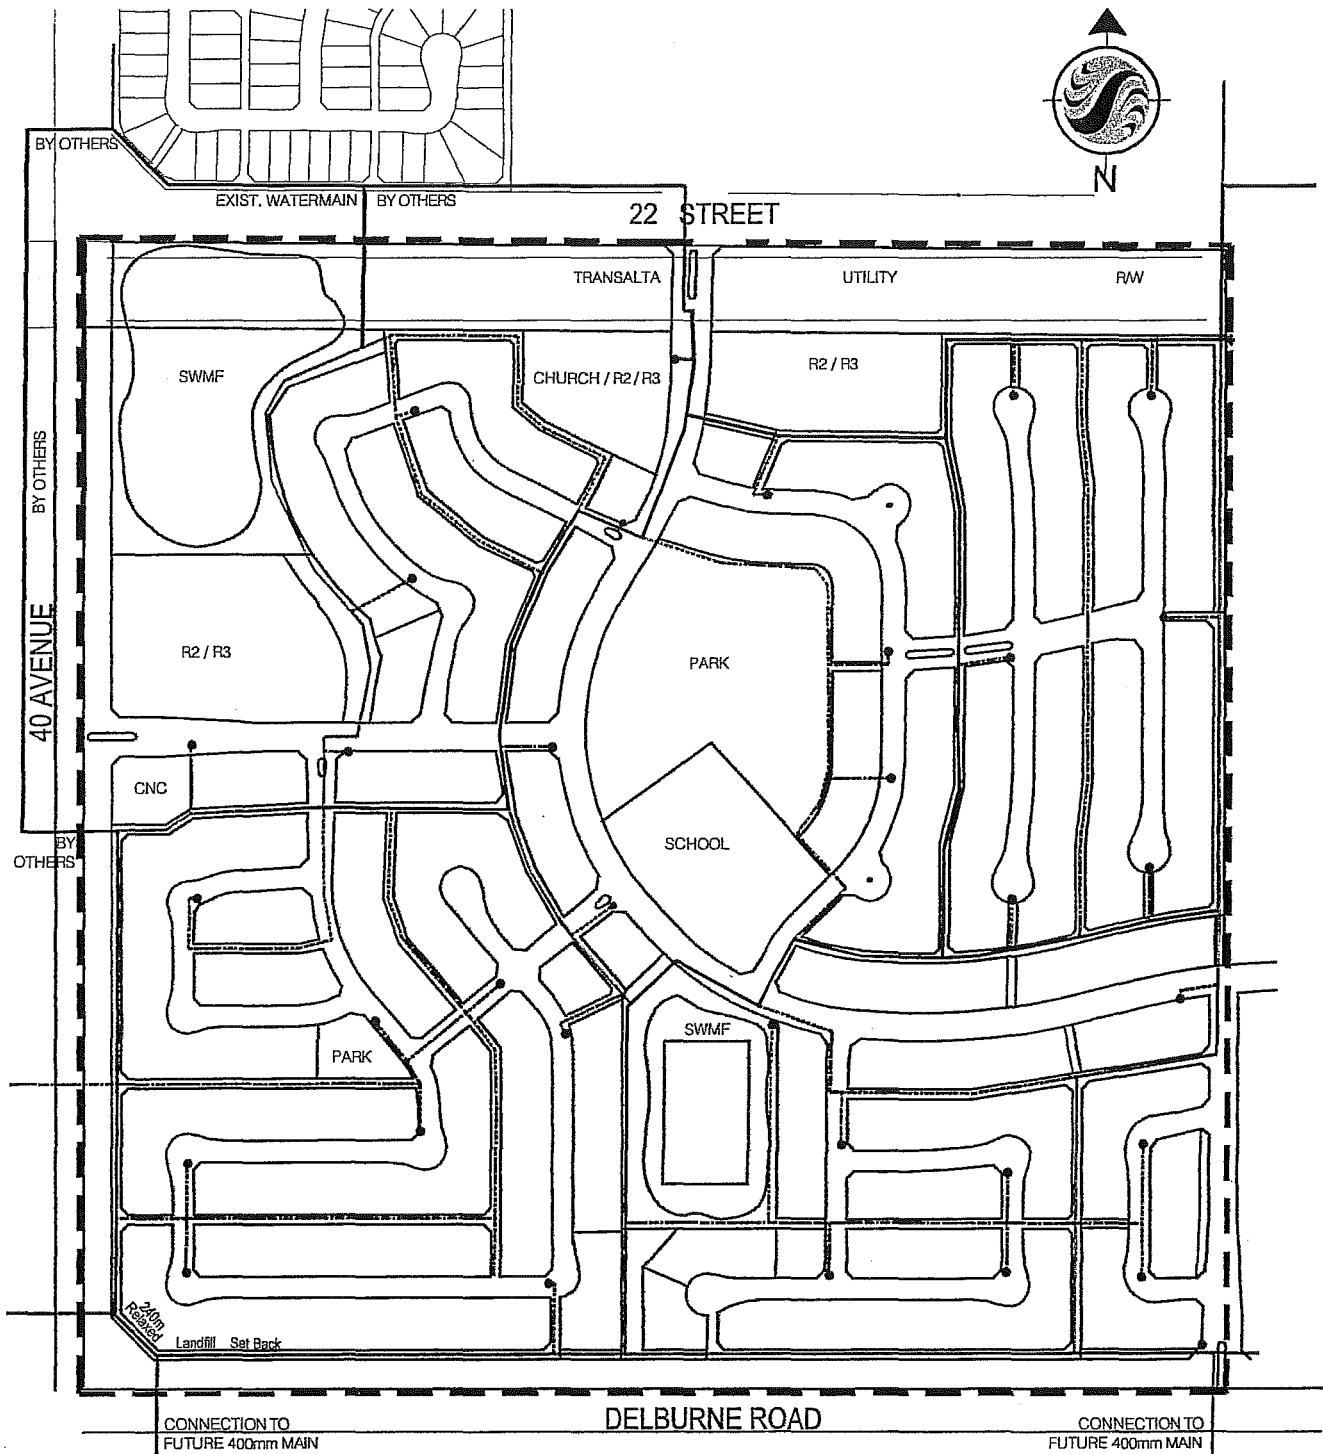 N
BY OTHERS
EXIST. WATERMAIN
BY OTHERS
22 STREET
TRANSALTA
UTILITY
R/W
SWMF
CHURCH / R2 / R3
R2 / R3
BY OTHERS
40 AVENUE
R2 / R3
PARK
CNC
SCHOOL
BY
OTHERS
SWMF
PARK
240m
Relaxed
Landfill Set Back
DELBURNE ROAD
CONNECTION TO
FUTURE 400mm MAIN
CONNECTION TO
FUTURE 400mm MAIN